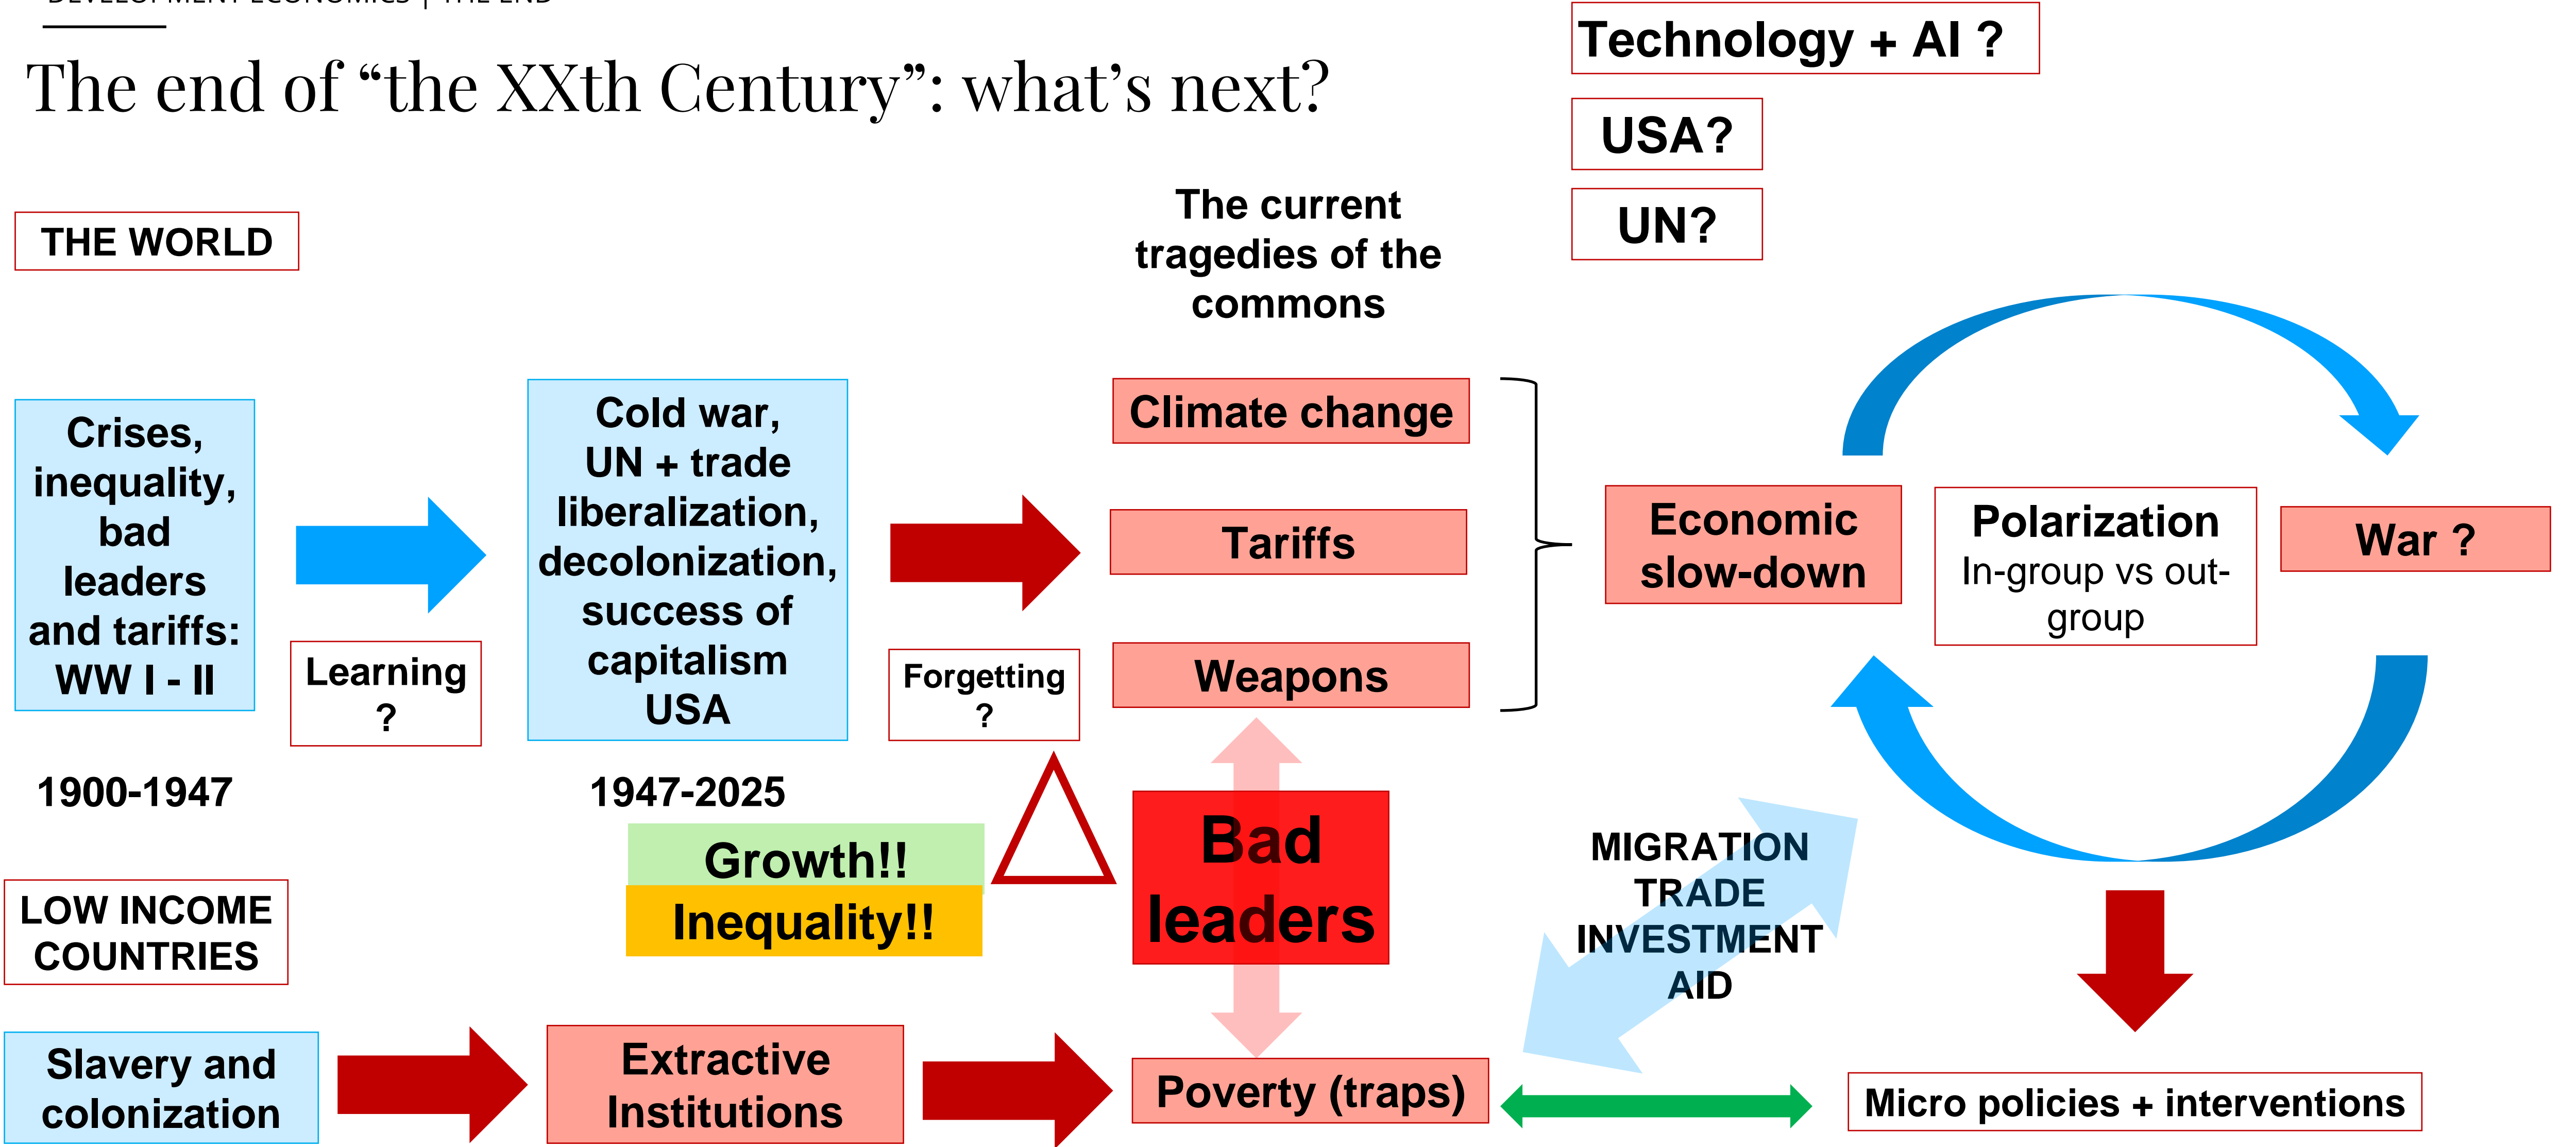 DEVELOPMENT ECONOMICS | THE END
The end of “the XXth Century”: what’s next?
Technology + AI ?
USA?
UN?
THE WORLD
The current
tragedies of the
commons
Crises,
inequality,
bad
leaders
and tariffs:
WW I - II
Learning
?
Cold war,
UN + trade
liberalization,
decolonization,
success of
capitalism
USA
Forgetting
?
Climate change
Tariffs
Weapons
Economic
slow-down
Polarization
In-group vs out-
group
War ?
1900-1947
1947-2025
Growth!!
Inequality!!
Bad
leaders
MIGRATION
TRADE
INVESTMENT
AID
LOW INCOME
COUNTRIES
Slavery and
colonization
Extractive
Institutions
Poverty (traps)
Micro policies + interventions